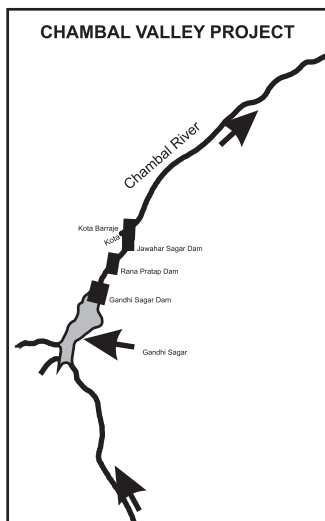 CHAMBAL VALLEY PROJECT
Chambal River
Kota Barraje
Kota
Jawahar Sagar Dam
Rana Pratap Dam
Gandhi Sagar Dam
Gandhi Sagar